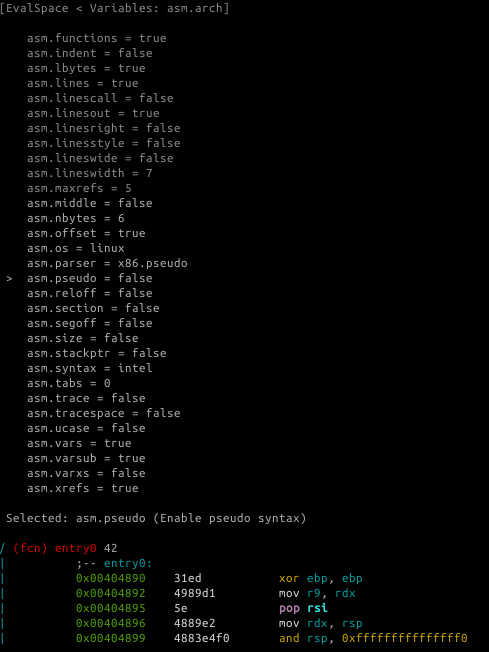 [EvalSpace < Variables: asm.arch]
asm.functions = true
asm.indent = false
asm.lbytes = true
asm.lines = true
asm.linescall = false
asm.linesout = true
asm.linesright = false
asm.linesstyle = false
asm.lineswide = false
asm.lineswidth = 7
asm.maxrefs = 5
asm.middle = false
asm.nbytes = 6
asm.offset = true
asm.os = linux
asm.parser = x86.pseudo
> asm.pseudo = false
asm.reloff = false
asm.section = false
asm.segoff = false
asm.size = false
asm.stackptr = false
asm.syntax = intel
asm.tabs = 0
asm.trace = false
asm.tracespace = false
asm.ucase = false
asm.vars = true
asm.varsub = true
asm.varxs = false
asm.xrefs = true
Selected: asm.pseudo (Enable pseudo syntax)
/ (fcn) entry0 42
| ;-- entry0:
| 0x00404890 31ed xor ebp, ebp
| 0x00404892 4989d1 mov r9, rdx
| 0x00404895 5e pop rsi
| 0x00404896 4889e2 mov rdx, rsp
| 0x00404899 4883e4f0 and rsp, 0xfffffffffffffff0